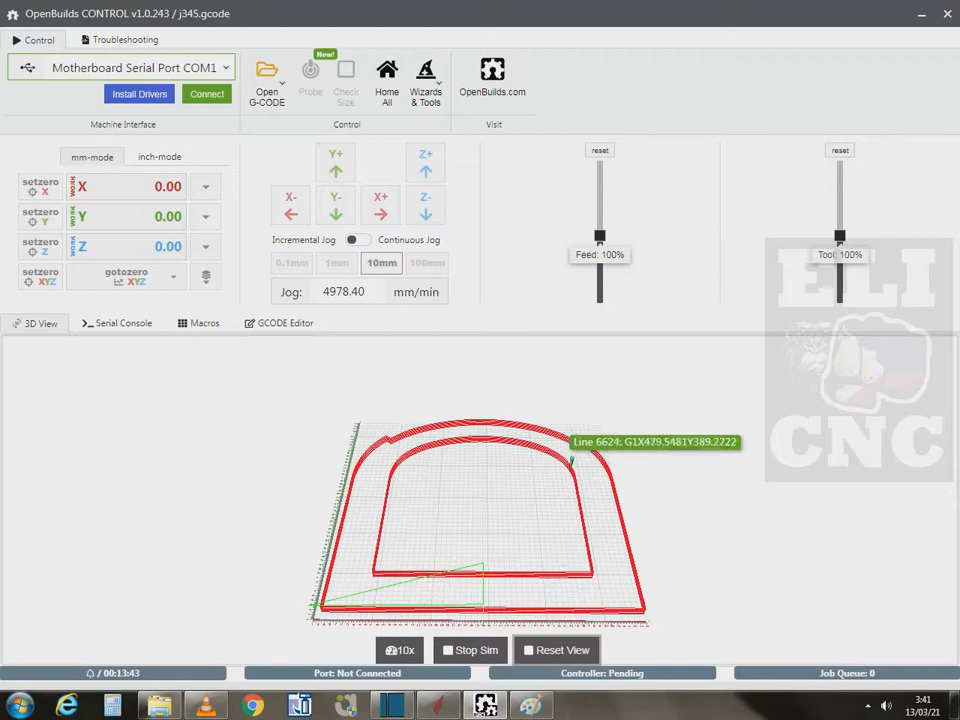 OpenBuilds CONTROL v1.0.243 / j345.gcode
Control
Troubleshooting
Motherboard Serial Port COM1
Install Drivers
Connect
Machine Interface
Open G-CODE
New!
Probe
Check Size
Home All
Wizards & Tools
Control
OpenBuilds.com
Visit
mm-mode
inch-mode
setzero X
WORK X 0.00
setzero Y
WORK Y 0.00
setzero Z
WORK Z 0.00
setzero XYZ
gotozero XYZ
Y+
Z+
X-
Y-
X+
Z-
Incremental Jog
Continuous Jog
0.1mm
1mm
10mm
100mm
Jog: 4978.40 mm/min
reset
Feed: 100%
reset
Tool: 100%
ELI
CNC
3D View
Serial Console
Macros
GCODE Editor
Line 6624: G1X479.5481Y389.2222
10x
Stop Sim
Reset View
/ 00:13:43
Port: Not Connected
Controller: Pending
Job Queue: 0
3:41
13/03/21